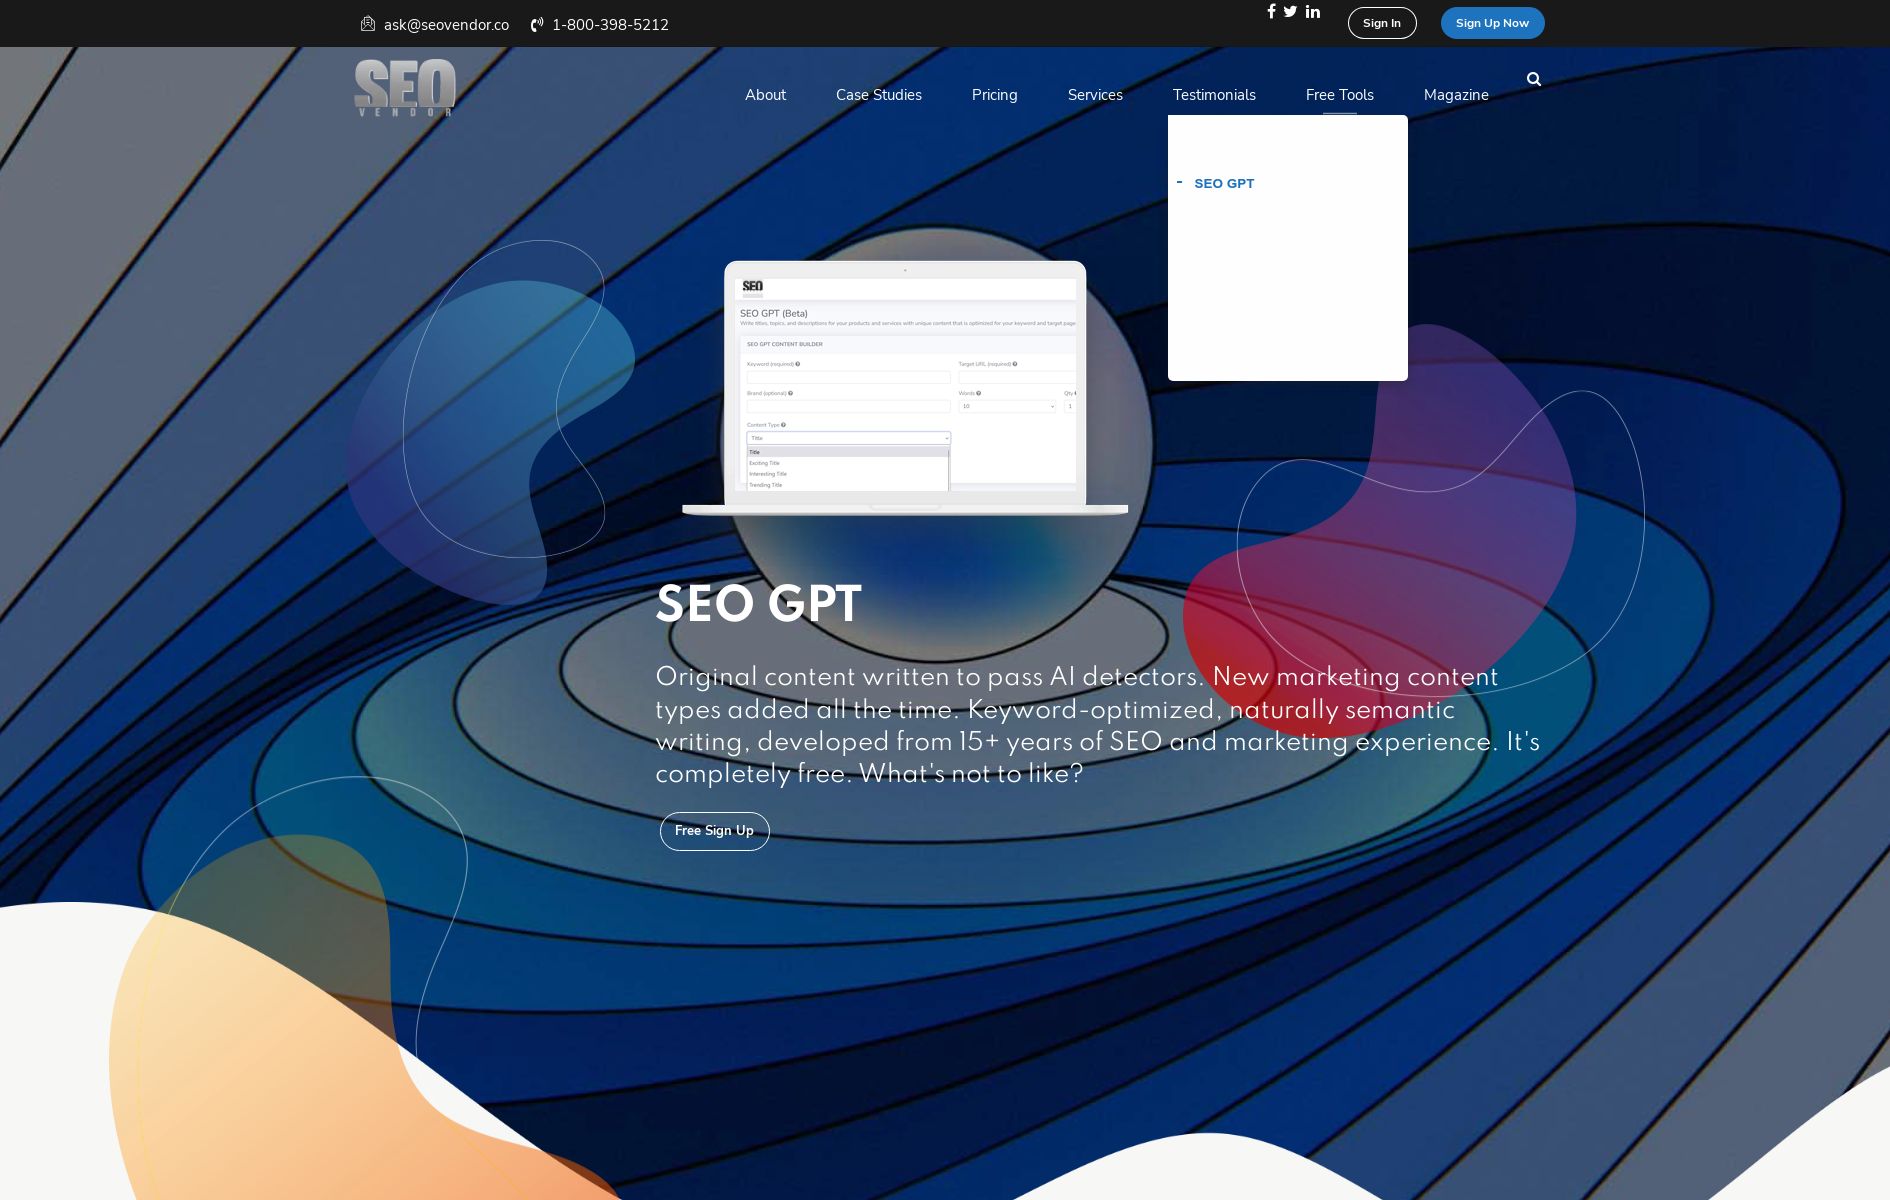 ask@seovendor.co
1-800-398-5212
Sign In
Sign Up Now
SEO
VENDOR
About
Case Studies
Pricing
Services
Testimonials
Free Tools
Magazine
- SEO GPT
SEO
SEO GPT (Beta)
Write titles, topics, and descriptions for your products and services with unique content that is optimized for your keyword and target page
SEO GPT CONTENT BUILDER
Keyword (required)
Target URL (required)
Brand (optional)
Words
Qty
10
1
Content Type
Title
Title
Exciting Title
Interesting Title
Trending Title
SEO GPT
Original content written to pass AI detectors. New marketing content
types added all the time. Keyword-optimized, naturally semantic
writing, developed from 15+ years of SEO and marketing experience. It's
completely free. What's not to like?
Free Sign Up